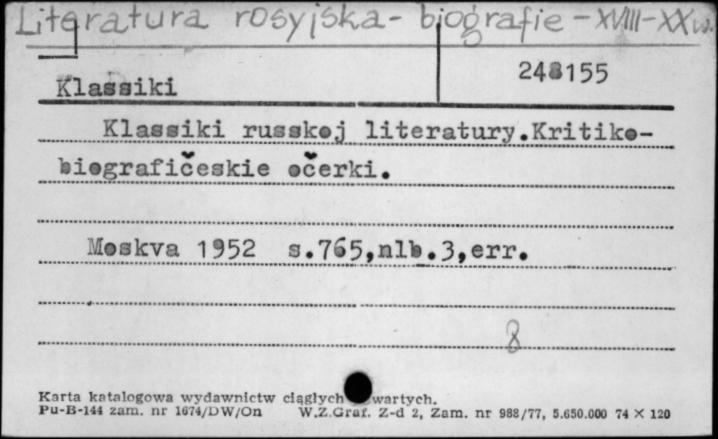 Literatura rosyjska - biografie - XVIII-XX w.
248155
Klassiki
Klassiki russkoj literatury.Kritiko-
biografičeskie očerki.
Moskva 1952 s.765,nlb.3,err.
8
Karta katalogowa wydawnictw ciągłych wartych.
Pu-B-144 zam. nr 1674/DW/On W.Z.Graf. Z-d 2, Zam. nr 988/77, 5.650.000 74 × 120